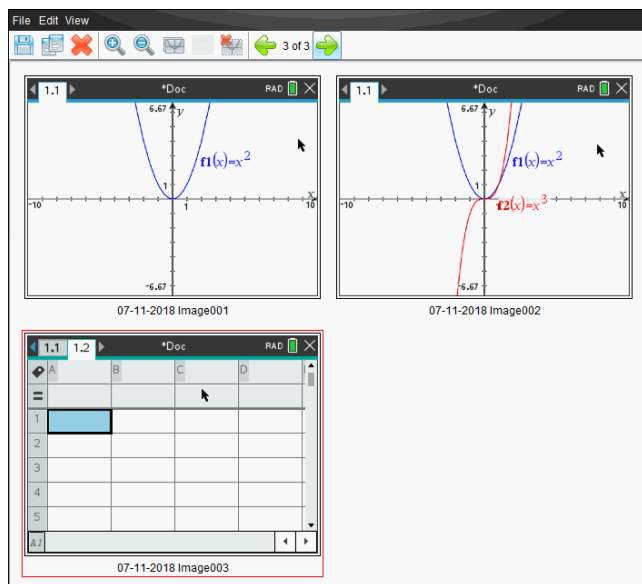 File Edit View
3 of 3
1.1 *Doc RAD
6.67 y
f1(x)=x²
1
x
-10 1 10
-6.67
07-11-2018 Image001
1.1 *Doc RAD
6.67 y
f1(x)=x²
1
x
-10 f2(x)=x³ 10
-6.67
07-11-2018 Image002
1.1 1.2 *Doc RAD
A B C D
=
1
2
3
4
5
A1
07-11-2018 Image003